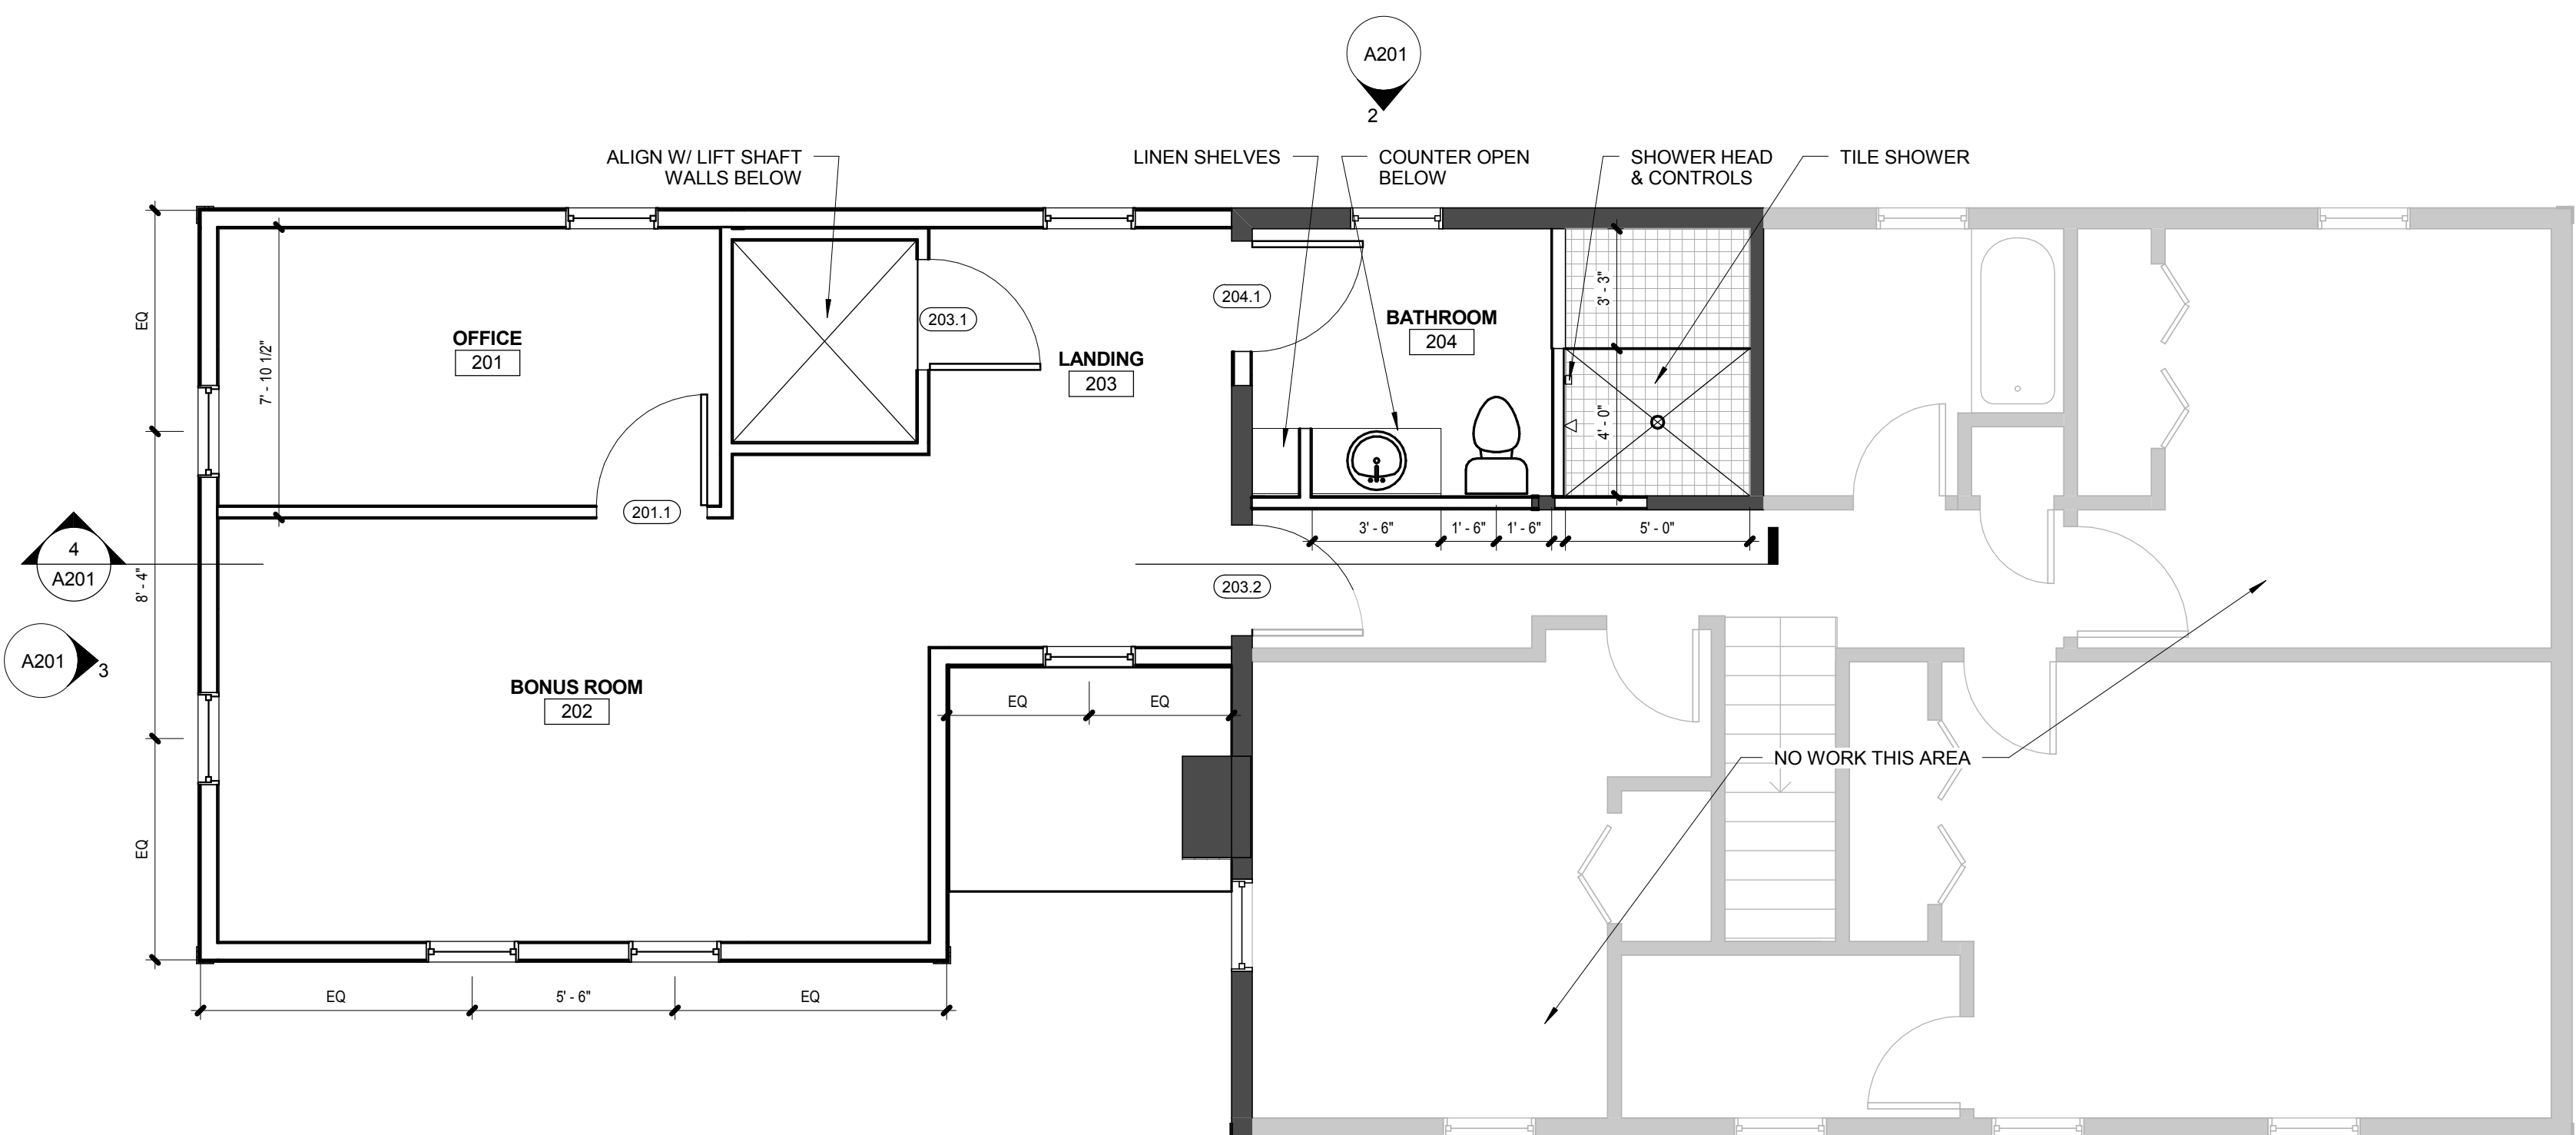 A201
2
ALIGN W/ LIFT SHAFT
WALLS BELOW
LINEN SHELVES
COUNTER OPEN
BELOW
SHOWER HEAD
& CONTROLS
TILE SHOWER
EQ
7' - 10 1/2"
OFFICE
201
203.1
LANDING
203
204.1
BATHROOM
204
3' - 3"
4' - 0"
201.1
3' - 6"
1' - 6"
1' - 6"
5' - 0"
4
A201
8' - 4"
203.2
A201
3
BONUS ROOM
202
EQ
EQ
NO WORK THIS AREA
EQ
EQ
5' - 6"
EQ